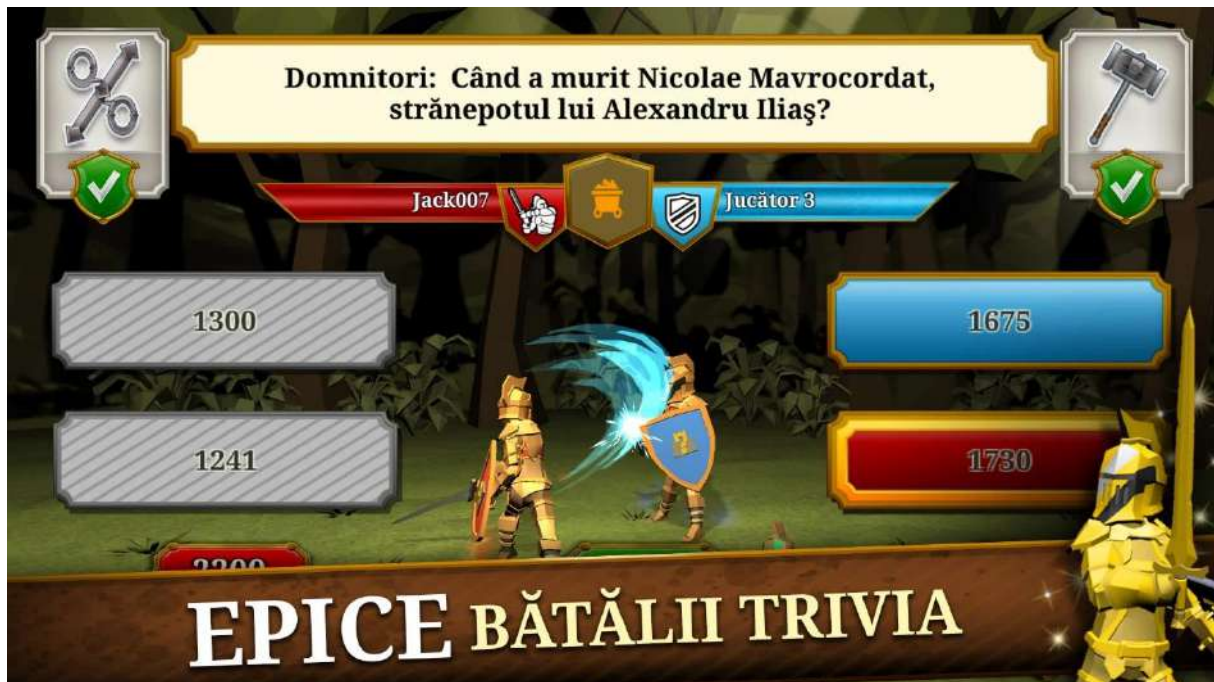 Domnitori: Când a murit Nicolae Mavrocordat,
strănepotul lui Alexandru Iliaş?
Jack007
Jucător 3
1300
1675
1241
1730
EPICE BĂTĂLII TRIVIA